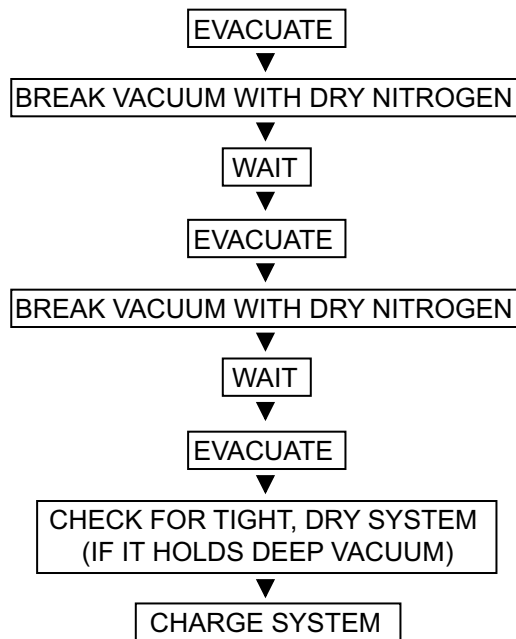 EVACUATE
BREAK VACUUM WITH DRY NITROGEN
WAIT
EVACUATE
BREAK VACUUM WITH DRY NITROGEN
WAIT
EVACUATE
CHECK FOR TIGHT, DRY SYSTEM
(IF IT HOLDS DEEP VACUUM)
CHARGE SYSTEM